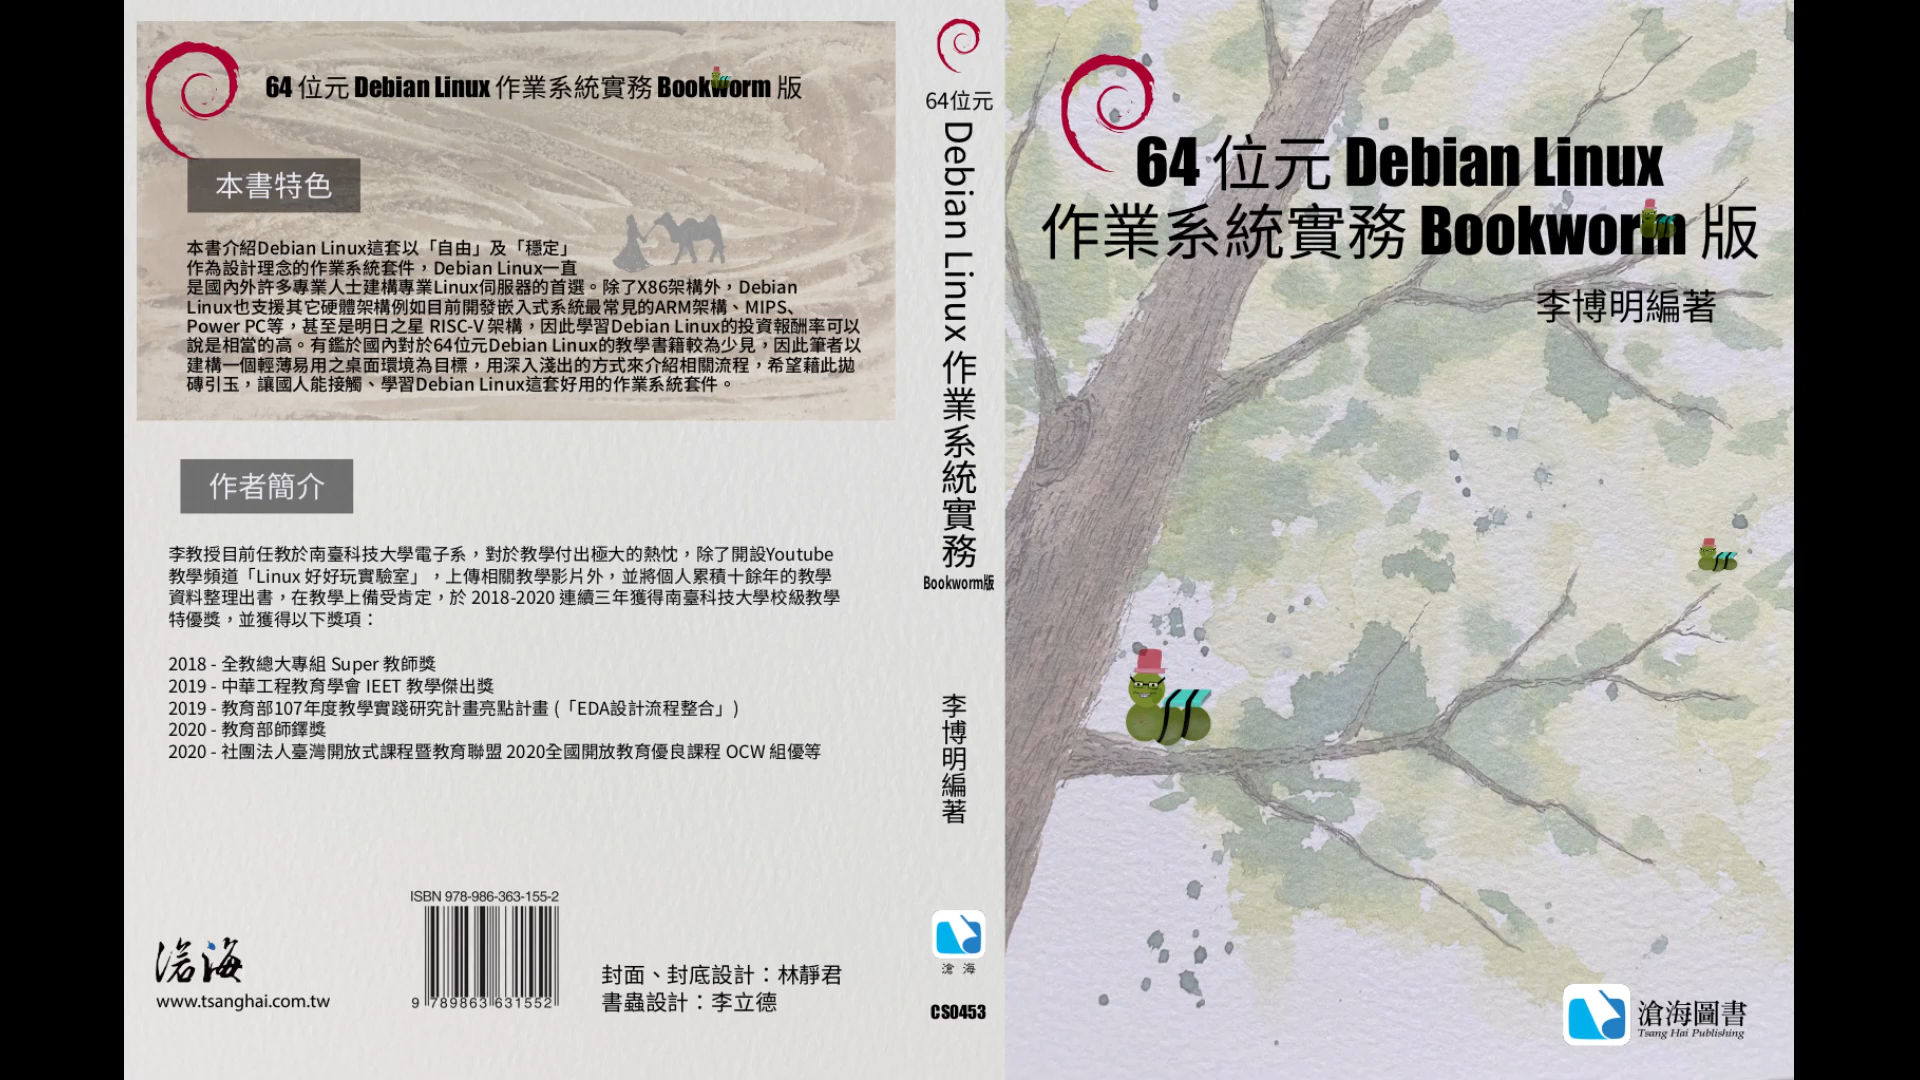 64 位元 Debian Linux 作業系統實務 Bookworm 版
本書特色
本書介紹Debian Linux這套以「自由」及「穩定」
作為設計理念的作業系統套件，Debian Linux一直
是國內外許多專業人士建構專業Linux伺服器的首選。除了X86架構外，Debian
Linux也支援其它硬體架構例如目前開發嵌入式系統最常見的ARM架構、MIPS、
Power PC等，甚至是明日之星 RISC-V 架構，因此學習Debian Linux的投資報酬率可以
說是相當的高。有鑑於國內對於64位元Debian Linux的教學書籍較為少見，因此筆者以
建構一個輕薄易用之桌面環境為目標，用深入淺出的方式來介紹相關流程，希望藉此拋
磚引玉，讓國人能接觸、學習Debian Linux這套好用的作業系統套件。
作者簡介
李教授目前任教於南臺科技大學電子系，對於教學付出極大的熱忱，除了開設Youtube
教學頻道「Linux 好好玩實驗室」，上傳相關教學影片外，並將個人累積十餘年的教學
資料整理出書，在教學上備受肯定，於 2018-2020 連續三年獲得南臺科技大學校級教學
特優獎，並獲得以下獎項：
2018 - 全教總大專組 Super 教師獎
2019 - 中華工程教育學會 IEET 教學傑出獎
2019 - 教育部107年度教學實踐研究計畫亮點計畫 (「EDA設計流程整合」)
2020 - 教育部師鐸獎
2020 - 社團法人臺灣開放式課程暨教育聯盟 2020全國開放教育優良課程 OCW 組優等
滄海
www.tsanghai.com.tw
ISBN 978-986-363-155-2
9 789863 631552
封面、封底設計：林靜君
書蟲設計：李立德
64位元
Debian Linux 作業系統實務
Bookworm版
李博明編著
滄海
CS0453
64 位元 Debian Linux
作業系統實務 Bookworm 版
李博明編著
滄海圖書
Tsang Hai Publishing